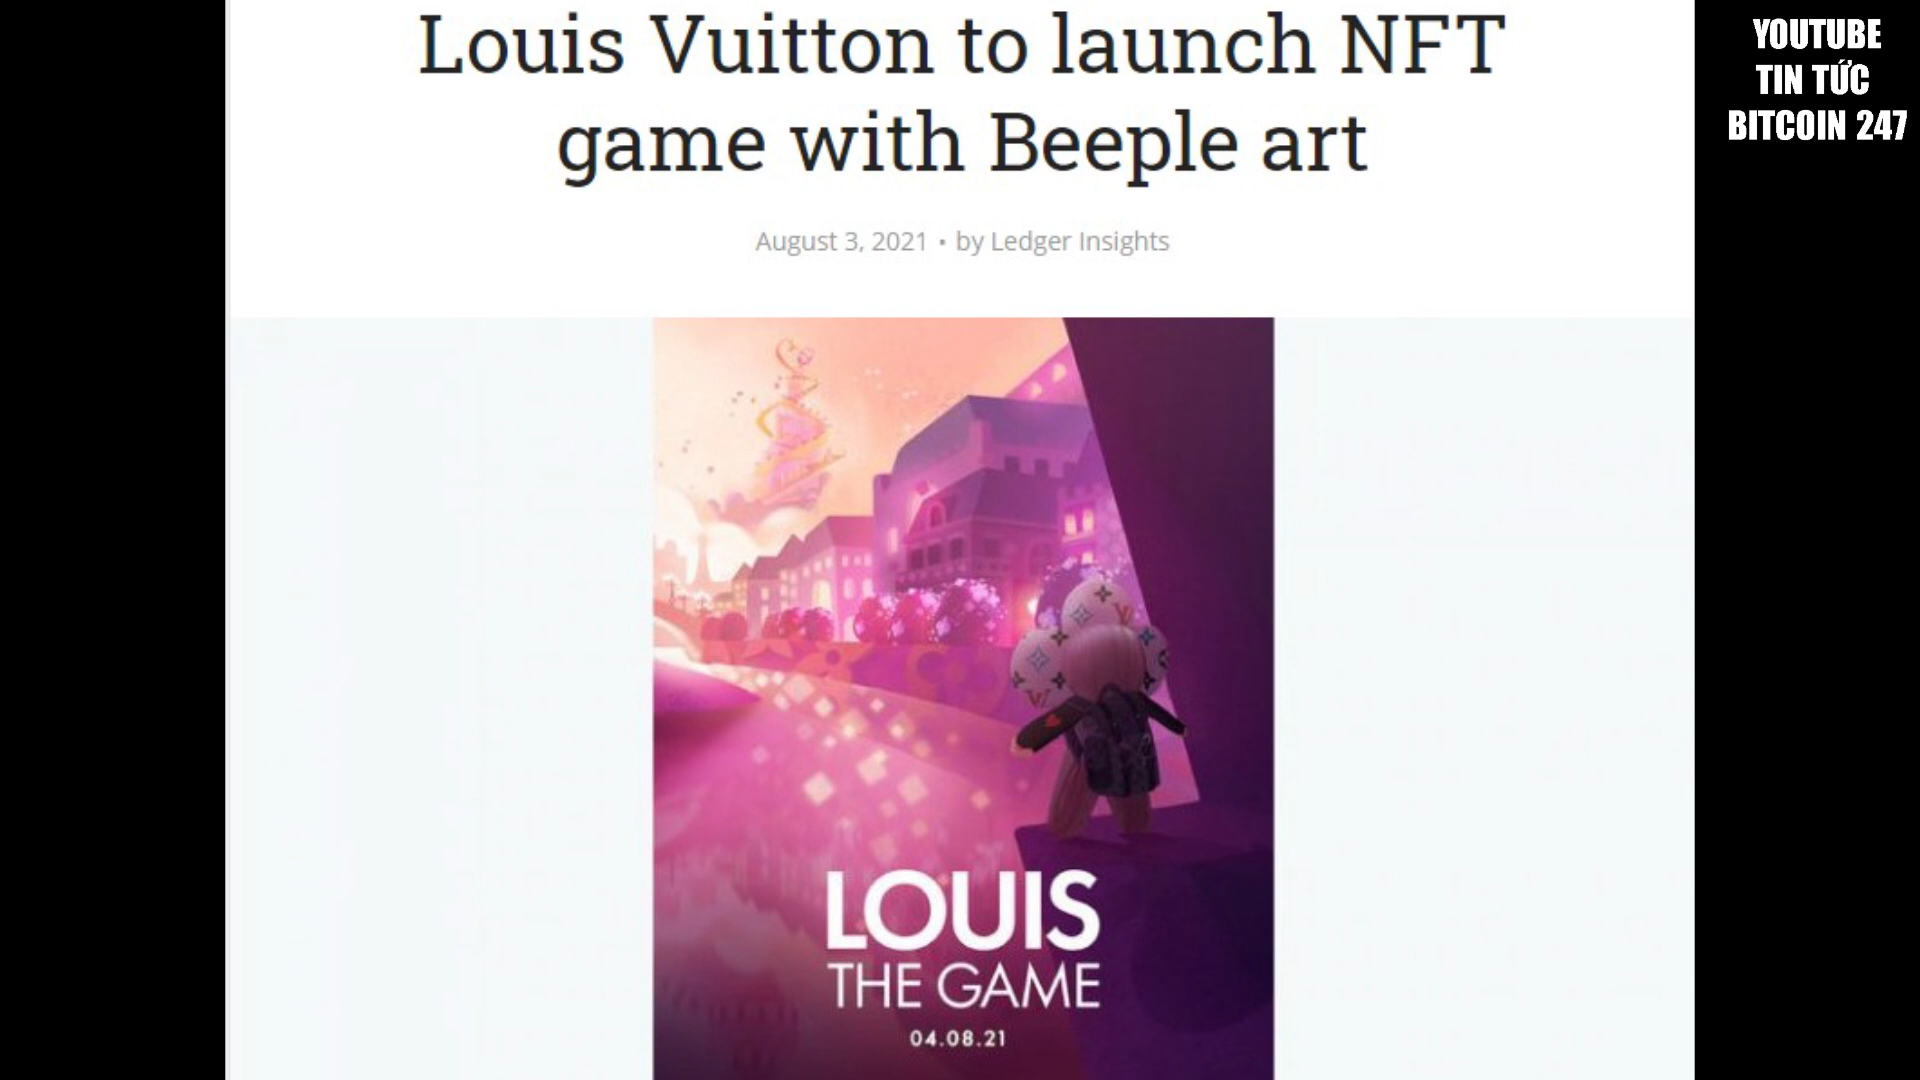 Louis Vuitton to launch NFT
game with Beeple art
August 3, 2021 • by Ledger Insights
LOUIS
THE GAME
04.08.21
YOUTUBE
TIN TỨC
BITCOIN 247